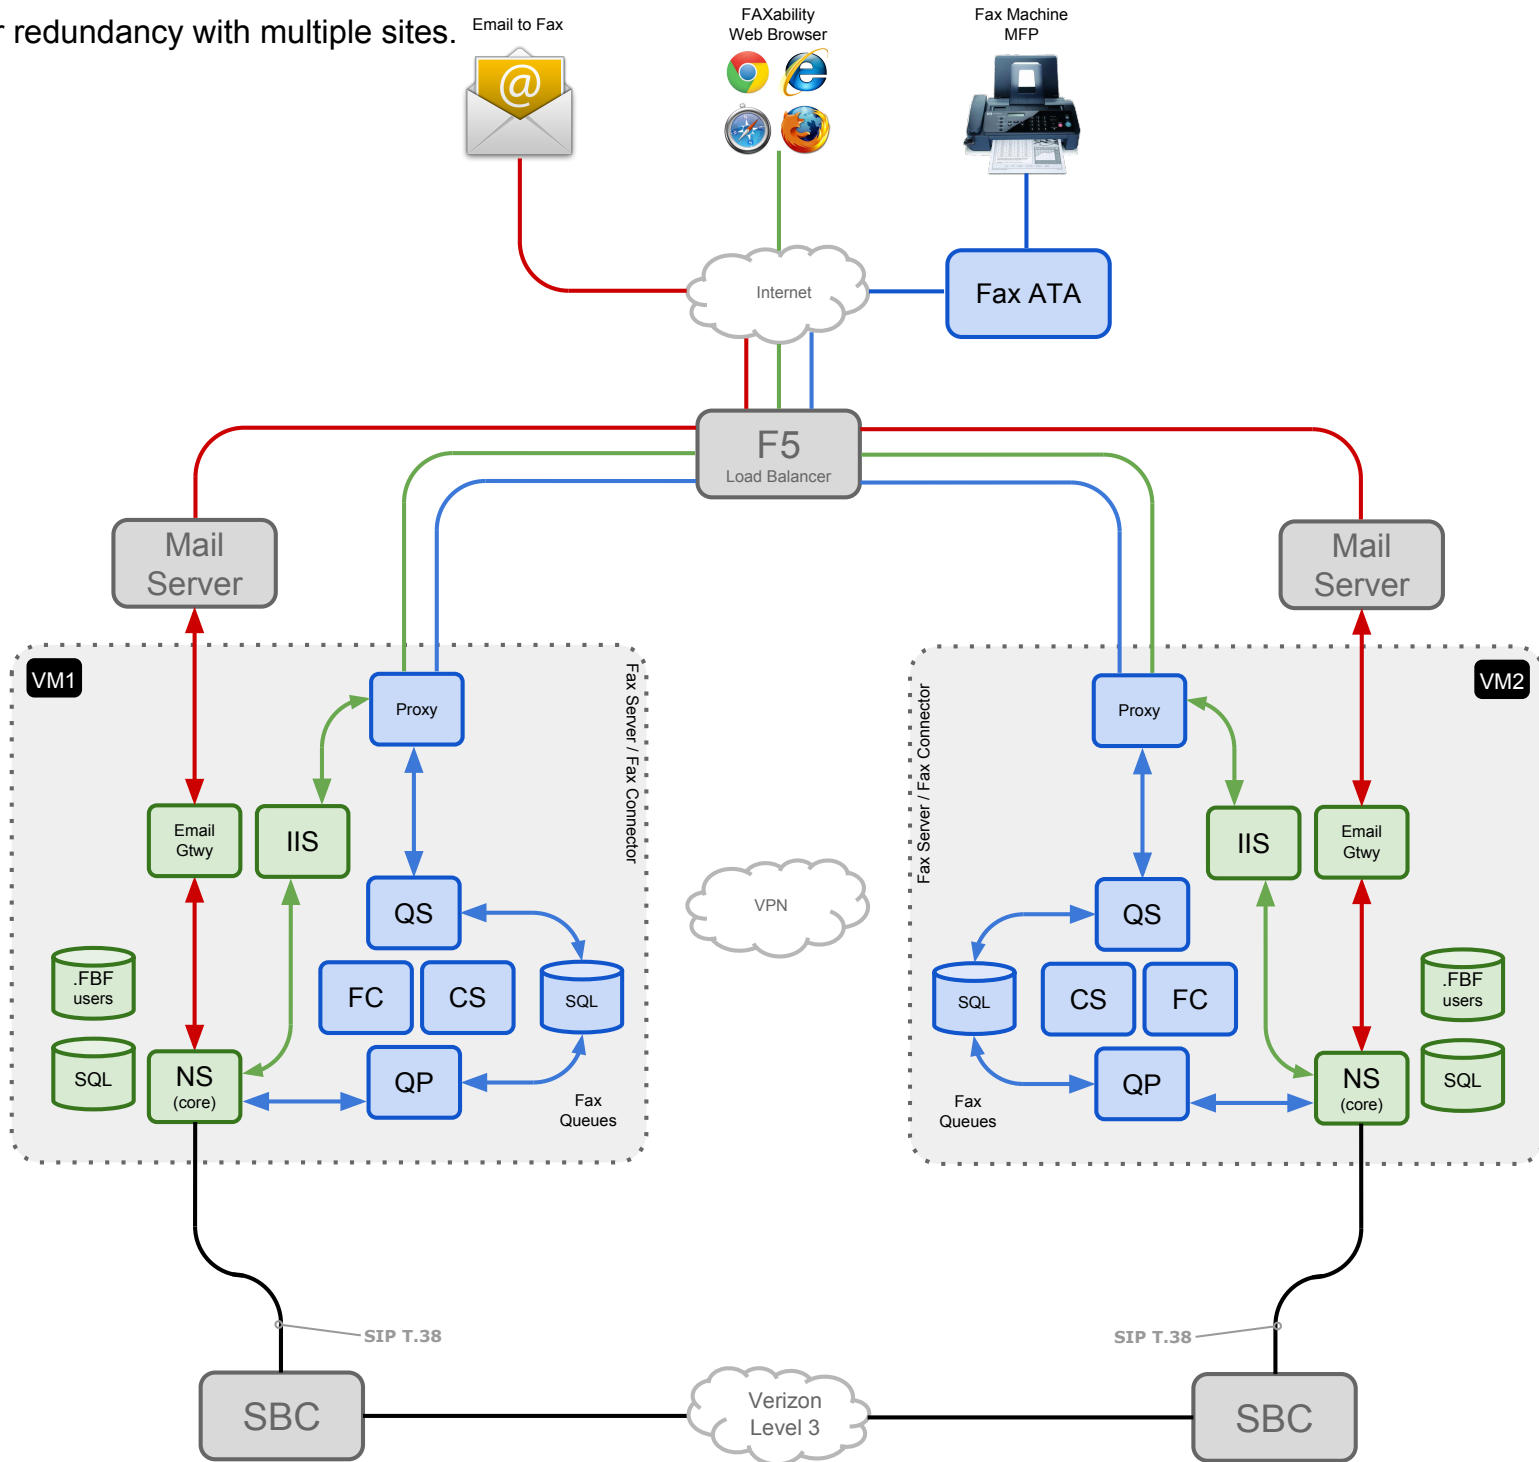 r redundancy with multiple sites.
Email to Fax
FAXability
Web Browser
Fax Machine
MFP
@
Internet
Fax ATA
F5
Load Balancer
Mail
Server
Mail
Server
VM1
Proxy
Fax Server / Fax Connector
Email
Gtwy
IIS
QS
.FBF
users
FC
CS
SQL
SQL
NS
(core)
QP
Fax
Queues
VPN
VM2
Proxy
Fax Server / Fax Connector
IIS
Email
Gtwy
QS
SQL
CS
FC
.FBF
users
QP
NS
(core)
SQL
Fax
Queues
SIP T.38
SIP T.38
SBC
Verizon
Level 3
SBC